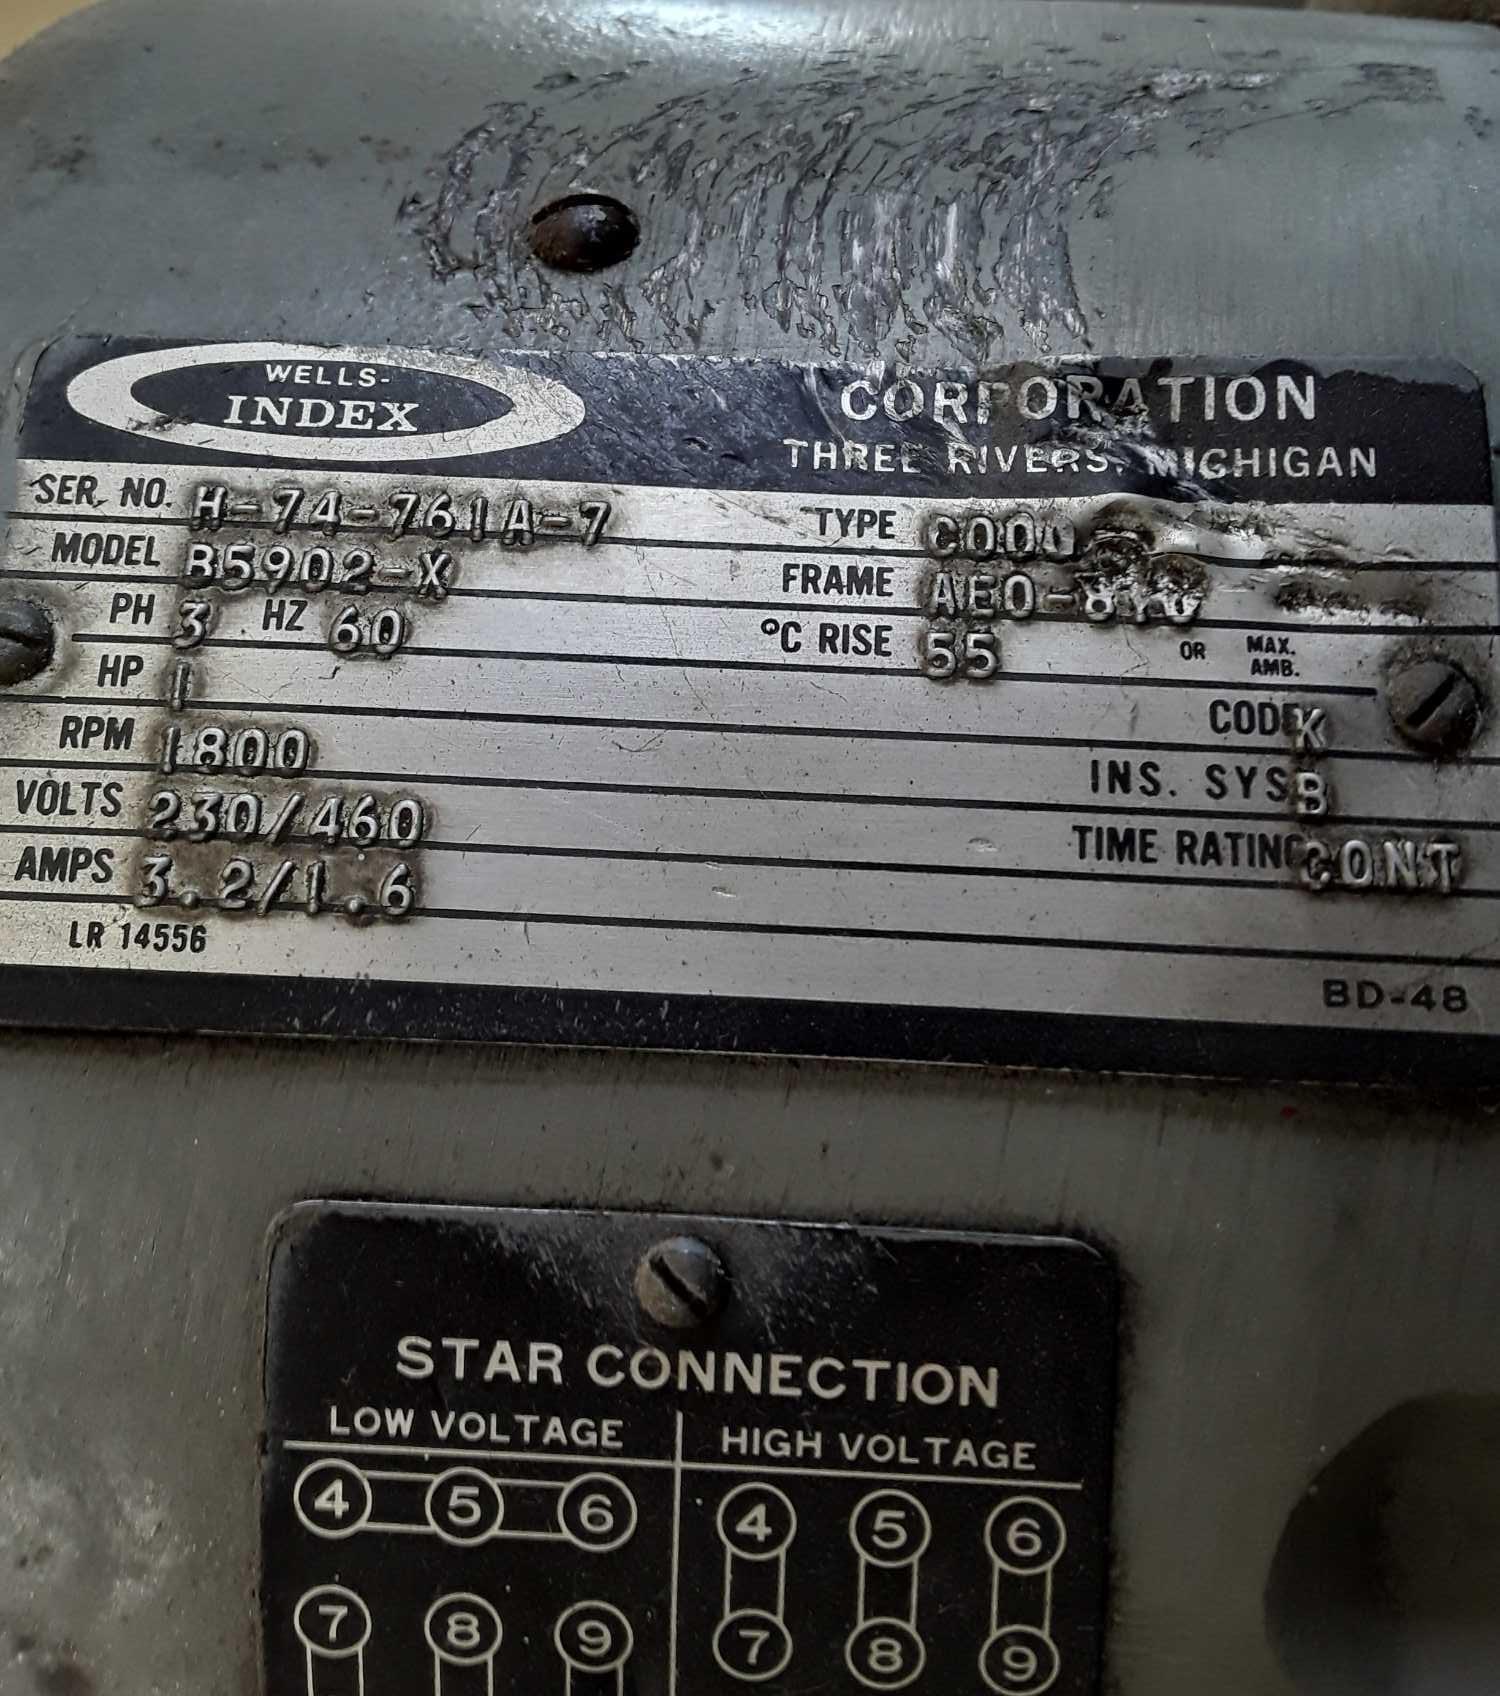 WELLS-
INDEX
CORPORATION
THREE RIVERS, MICHIGAN
SER. NO. H-74-761A-7
MODEL B5902-X
PH 3 HZ 60
HP 1
RPM 1800
VOLTS 230/460
AMPS 3.2/1.6
LR 14556
TYPE
FRAME
°C RISE 55 OR MAX. AMB.
CODE K
INS. SYS B
TIME RATING CONT
BD-48
STAR CONNECTION
LOW VOLTAGE
4 5 6
7 8 9
HIGH VOLTAGE
4 5 6
7 8 9